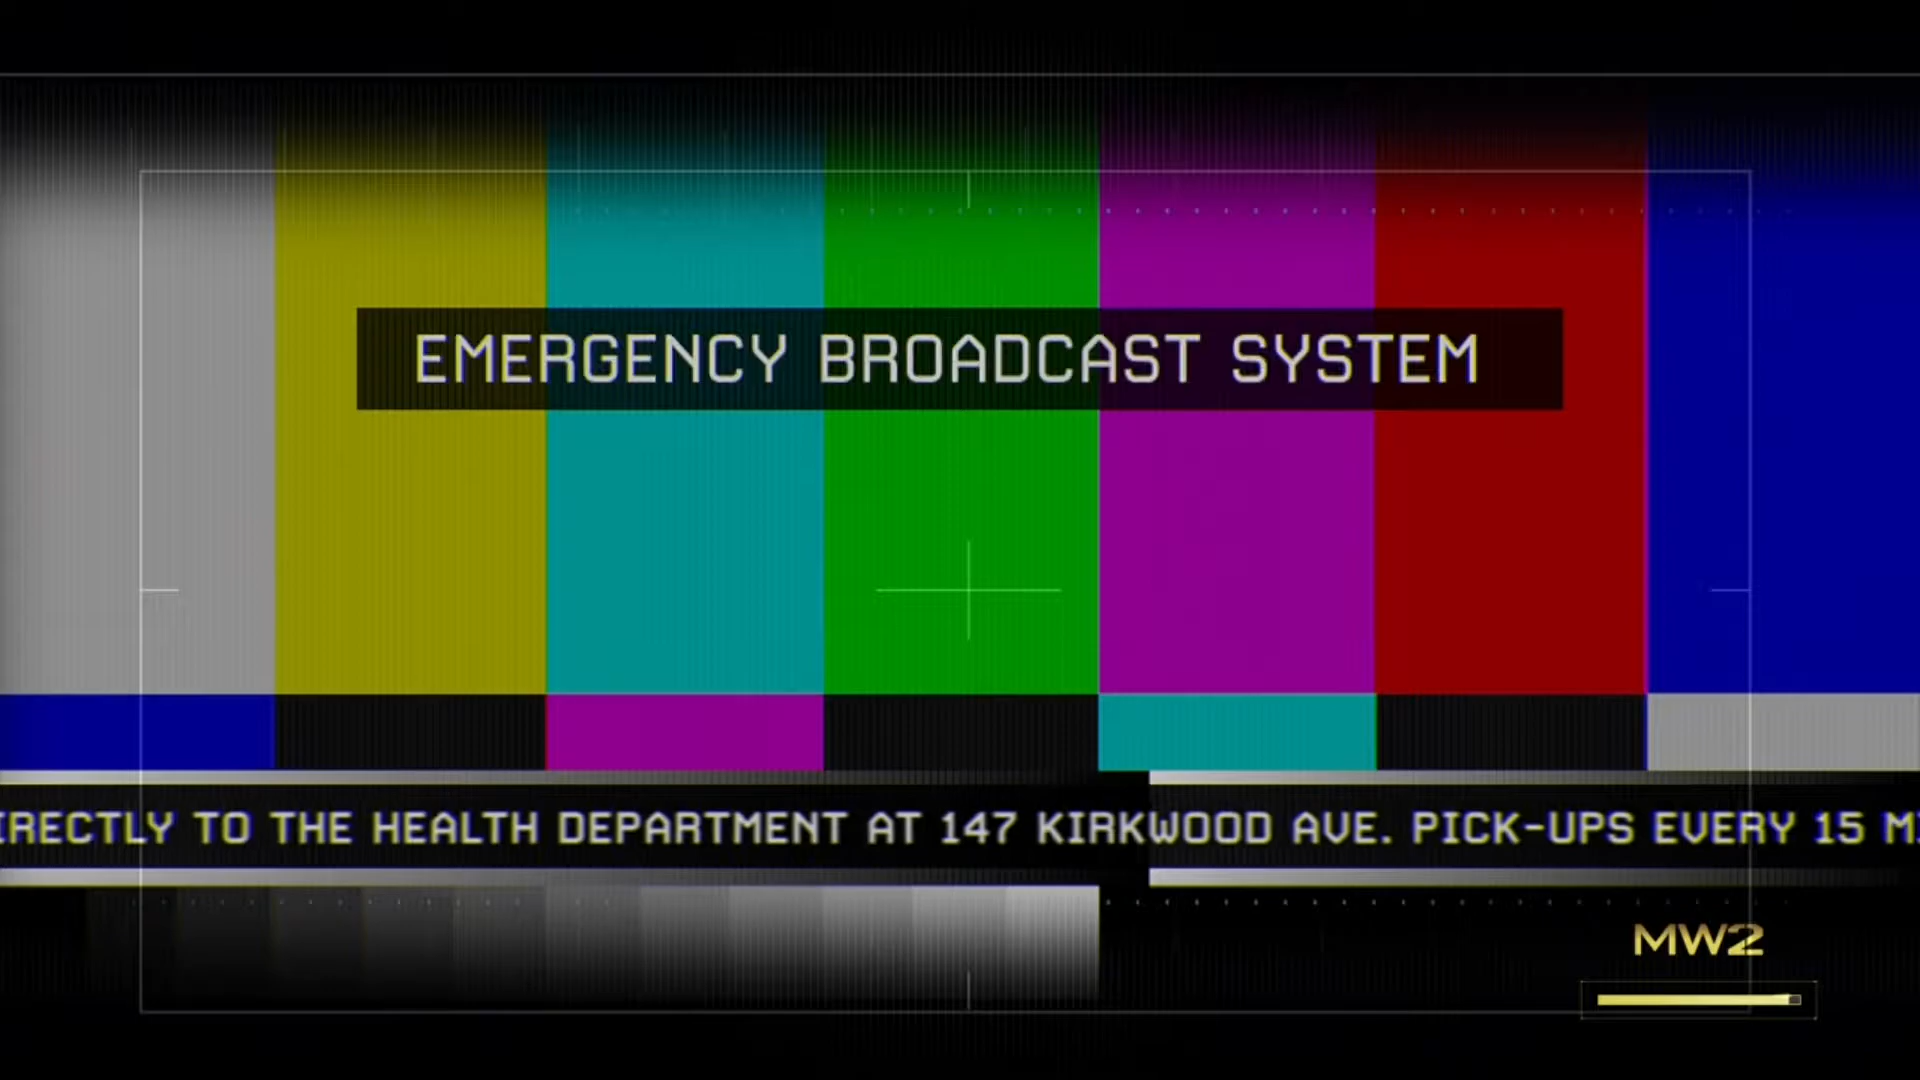 EMERGENCY BROADCAST SYSTEM
IRECTLY TO THE HEALTH DEPARTMENT AT 147 KIRKWOOD AVE. PICK-UPS EVERY 15 M
MW2